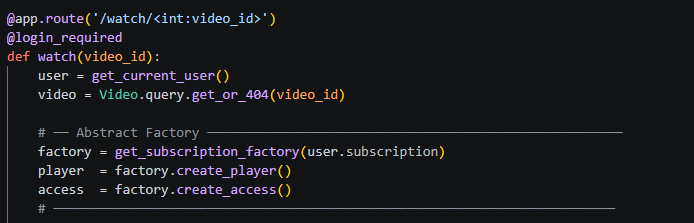 @app.route('/watch/<int:video_id>')
@login_required
def watch(video_id):
    user = get_current_user()
    video = Video.query.get_or_404(video_id)

    # ── Abstract Factory ──────────────────────────────────────────────────────
    factory = get_subscription_factory(user.subscription)
    player  = factory.create_player()
    access  = factory.create_access()
    # ─────────────────────────────────────────────────────────────────────────